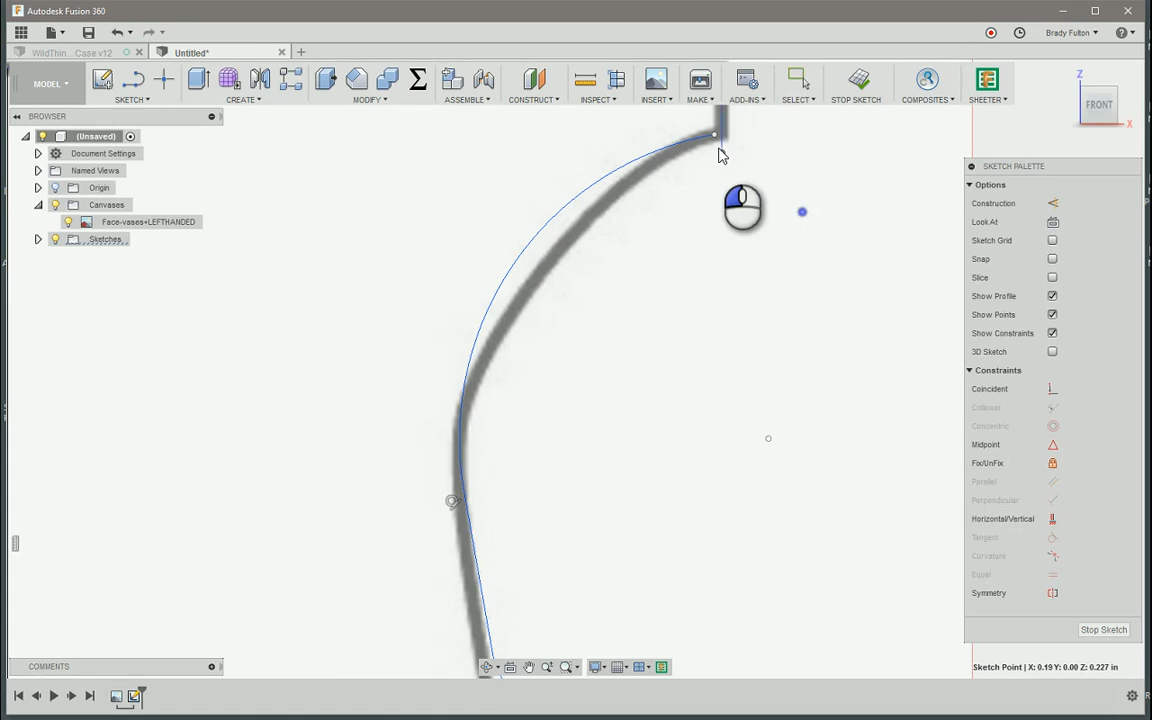 Autodesk Fusion 360
Brady Fulton
WildThin... Case v12
Untitled*
MODEL
SKETCH
CREATE
MODIFY
ASSEMBLE
CONSTRUCT
INSPECT
INSERT
MAKE
ADD-INS
SELECT
STOP SKETCH
COMPOSITES
SHEETER
BROWSER
(Unsaved)
Document Settings
Named Views
Origin
Canvases
Face-vases+LEFTHANDED
Sketches
Z
FRONT
X
SKETCH PALETTE
Options
Construction
Look At
Sketch Grid
Snap
Slice
Show Profile
Show Points
Show Constraints
3D Sketch
Constraints
Coincident
Collinear
Concentric
Midpoint
Fix/UnFix
Parallel
Perpendicular
Horizontal/Vertical
Tangent
Curvature
Equal
Symmetry
Stop Sketch
COMMENTS
Sketch Point | X: 0.19 Y: 0.00 Z: 0.227 in